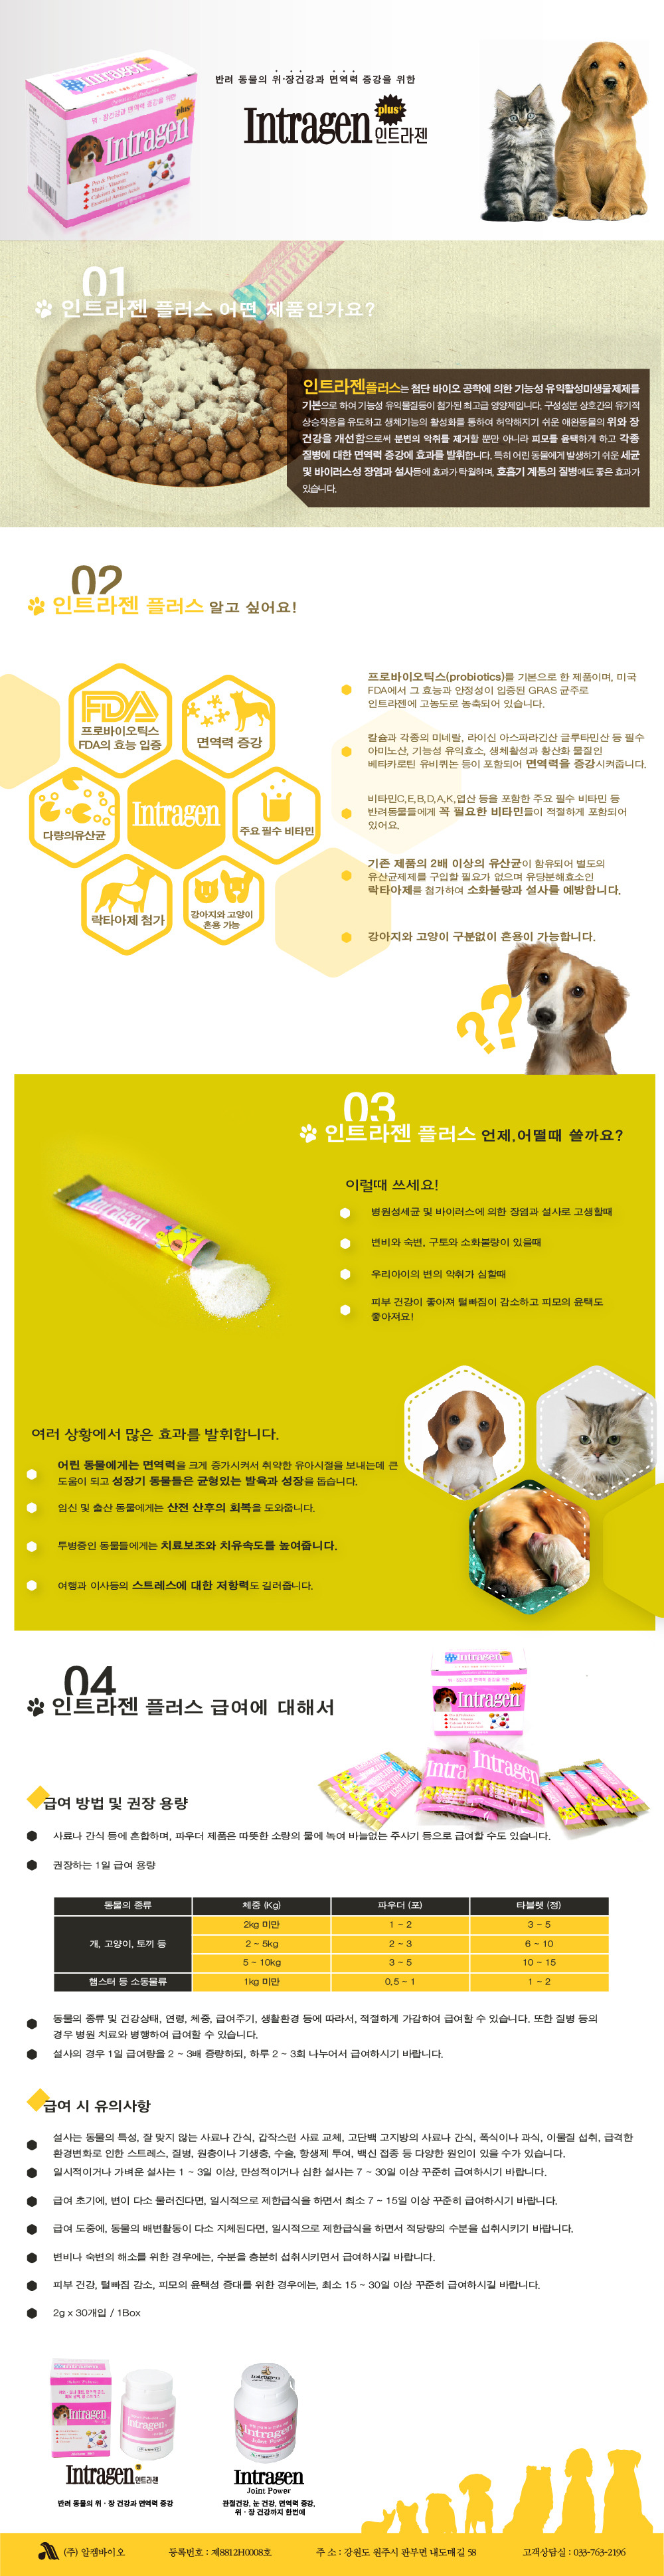 반려 동물의 위·장건강과 면역력 증강을 위한
Intragen plus+
인트라젠
위·장건강과 면역력 증강을 위한
Intragen plus+
Pro & Prebiotics
Multi - Vitamin
Calcium & Minerals
Essential Amino Acids
01
인트라젠 플러스 어떤 제품인가요?
인트라젠플러스는 첨단 바이오 공학에 의한 기능성 유익활성미생물제제를
기본으로 하여 기능성 유익물질등이 첨가된 최고급 영양제입니다. 구성성분 상호간의 유기적
상승작용을 유도하고 생체기능의 활성화를 통하여 허약해지기 쉬운 애완동물의 위와 장
건강을 개선함으로써 분변의 악취를 제거할 뿐만 아니라 피모를 윤택하게 하고 각종
질병에 대한 면역력 증강에 효과를 발휘합니다. 특히 어린 동물에게 발생하기 쉬운 세균
및 바이러스성 장염과 설사등에 효과가 탁월하며, 호흡기 계통의 질병에도 좋은 효과가
있습니다.
02
인트라젠 플러스 알고 싶어요!
FDA
프로바이오틱스
FDA의 효능 입증
면역력 증강
다량의유산균
Intragen
주요 필수 비타민
락타아제 첨가
강아지와 고양이
혼용 가능
프로바이오틱스(probiotics)를 기본으로 한 제품이며, 미국
FDA에서 그 효능과 안정성이 입증된 GRAS 균주로
인트라젠에 고농도로 농축되어 있습니다.
칼슘과 각종의 미네랄, 라이신 아스파라긴산 글루타민산 등 필수
아미노산, 기능성 유익효소, 생체활성과 황산화 물질인
베타카로틴 유비퀴논 등이 포함되어 면역력을 증강시켜줍니다.
비타민C,E,B,D,A,K,엽산 등을 포함한 주요 필수 비타민 등
반려동물들에게 꼭 필요한 비타민들이 적절하게 포함되어
있어요.
기존 제품의 2배 이상의 유산균이 함유되어 별도의
유산균제제를 구입할 필요가 없으며 유당분해효소인
락타아제를 첨가하여 소화불량과 설사를 예방합니다.
강아지와 고양이 구분없이 혼용이 가능합니다.
??
03
인트라젠 플러스 언제,어떨때 쓸까요?
Intragen
이럴때 쓰세요!
병원성세균 및 바이러스에 의한 장염과 설사로 고생할때
변비와 숙변, 구토와 소화불량이 있을때
우리아이의 변의 악취가 심할때
피부 건강이 좋아져 털빠짐이 감소하고 피모의 윤택도
좋아져요!
여러 상황에서 많은 효과를 발휘합니다.
어린 동물에게는 면역력을 크게 증가시켜서 취약한 유아시절을 보내는데 큰
도움이 되고 성장기 동물들은 균형있는 발육과 성장을 돕습니다.
임신 및 출산 동물에게는 산전 산후의 회복을 도와줍니다.
투병중인 동물들에게는 치료보조와 치유속도를 높여줍니다.
여행과 이사등의 스트레스에 대한 저항력도 길러줍니다.
04
인트라젠 플러스 급여에 대해서
Intragen
급여 방법 및 권장 용량
사료나 간식 등에 혼합하며, 파우더 제품은 따뜻한 소량의 물에 녹여 바늘없는 주사기 등으로 급여할 수도 있습니다.
권장하는 1일 급여 용량
동물의 종류 체중 (Kg) 파우더 (포) 타블렛 (정)
개, 고양이, 토끼 등 2kg 미만 1 ~ 2 3 ~ 5
2 ~ 5kg 2 ~ 3 6 ~ 10
5 ~ 10kg 3 ~ 5 10 ~ 15
햄스터 등 소동물류 1kg 미만 0.5 ~ 1 1 ~ 2
동물의 종류 및 건강상태, 연령, 체중, 급여주기, 생활환경 등에 따라서, 적절하게 가감하여 급여할 수 있습니다. 또한 질병 등의
경우 병원 치료와 병행하여 급여할 수 있습니다.
설사의 경우 1일 급여량을 2 ~ 3배 증량하되, 하루 2 ~ 3회 나누어서 급여하시기 바랍니다.
급여 시 유의사항
설사는 동물의 특성, 잘 맞지 않는 사료나 간식, 갑작스런 사료 교체, 고단백 고지방의 사료나 간식, 폭식이나 과식, 이물질 섭취, 급격한
환경변화로 인한 스트레스, 질병, 원충이나 기생충, 수술, 항생제 투여, 백신 접종 등 다양한 원인이 있을 수가 있습니다.
일시적이거나 가벼운 설사는 1 ~ 3일 이상, 만성적이거나 심한 설사는 7 ~ 30일 이상 꾸준히 급여하시기 바랍니다.
급여 초기에, 변이 다소 물러진다면, 일시적으로 제한급식을 하면서 최소 7 ~ 15일 이상 꾸준히 급여하시기 바랍니다.
급여 도중에, 동물의 배변활동이 다소 지체된다면, 일시적으로 제한급식을 하면서 적당량의 수분을 섭취시키기 바랍니다.
변비나 숙변의 해소를 위한 경우에는, 수분을 충분히 섭취시키면서 급여하시길 바랍니다.
피부 건강, 털빠짐 감소, 피모의 윤택성 증대를 위한 경우에는, 최소 15 ~ 30일 이상 꾸준히 급여하시길 바랍니다.
2g x 30개입 / 1Box
Intragen 인트라젠
반려 동물의 위·장 건강과 면역력 증강
Intragen
Joint Power
관절건강, 눈 건강, 면역력 증강,
위·장 건강까지 한번에
(주) 알켐바이오 등록번호 : 제8812H0008호 주 소 : 강원도 원주시 판부면 내도매길 58 고객상담실 : 033-763-2196